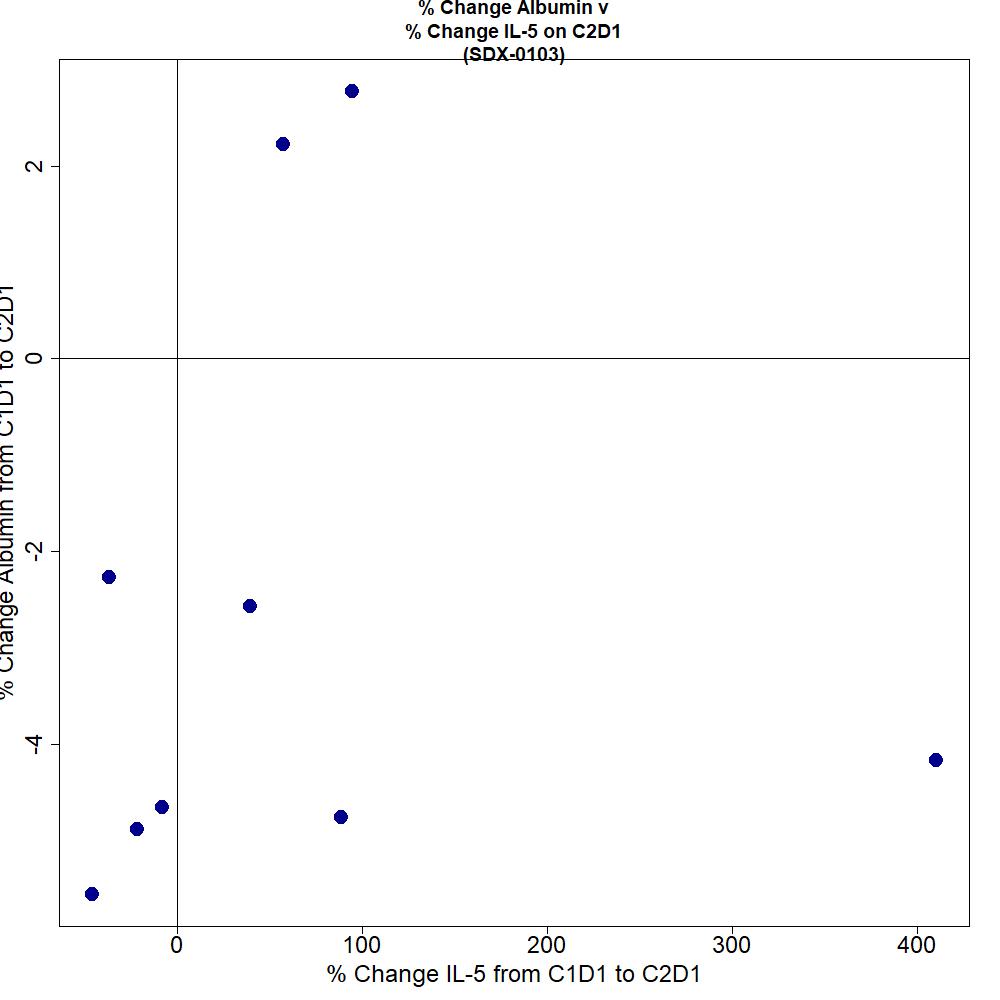 % Change Albumin v
% Change IL-5 on C2D1
(SDX-0103)
% Change Albumin from C1D1 to C2D1
2
0
-2
-4
0 100 200 300 400
% Change IL-5 from C1D1 to C2D1